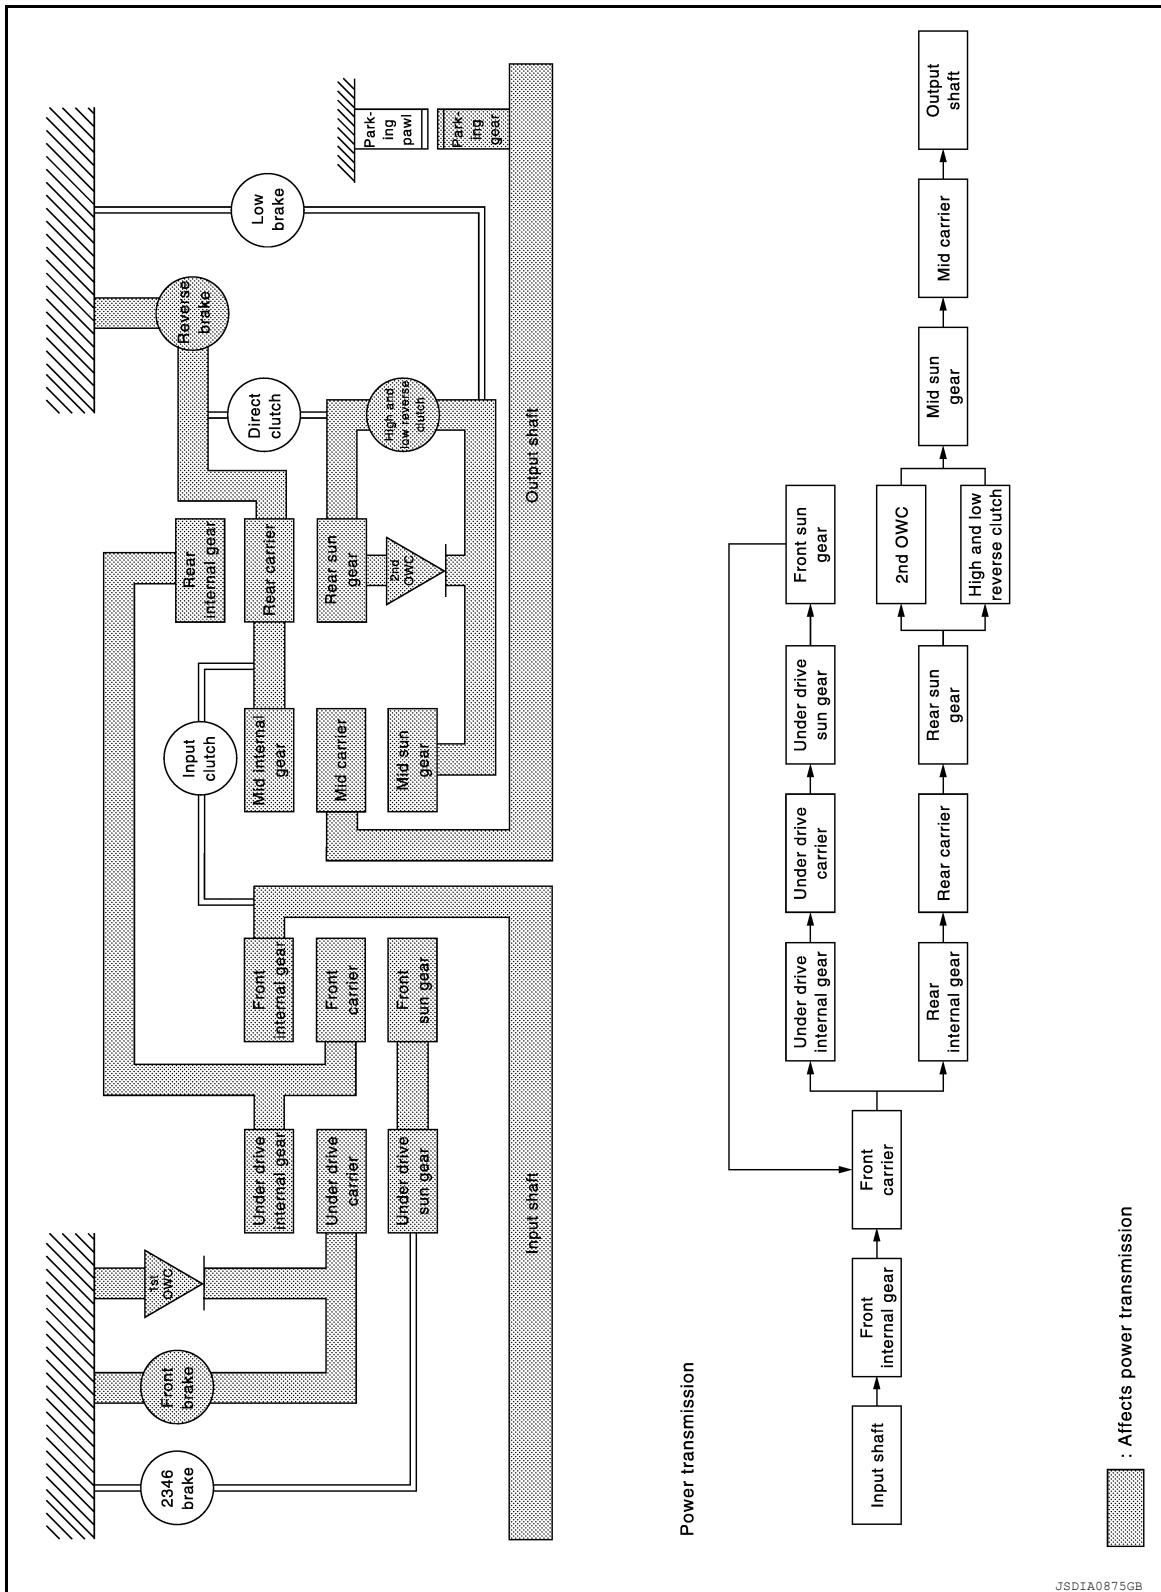 2346
brake
Front
brake
1st
OWC
Under drive
internal gear
Under drive
carrier
Under drive
sun gear
Front
internal gear
Front
carrier
Front
sun gear
Input shaft
Input
clutch
Mid internal
gear
Mid carrier
Mid sun
gear
Rear
internal gear
Rear carrier
Rear sun
gear
2nd
OWC
Direct
clutch
High and
low reverse
clutch
Reverse
brake
Low
brake
Park-
ing
pawl
Park-
ing
gear
Output shaft
Power transmission
Input shaft
Front
internal gear
Front
carrier
Under drive
internal gear
Under drive
carrier
Under drive
sun gear
Front sun
gear
Rear
internal gear
Rear carrier
Rear sun
gear
2nd OWC
High and low
reverse clutch
Mid sun
gear
Mid carrier
Output
shaft
: Affects power transmission
JSDIA0875GB